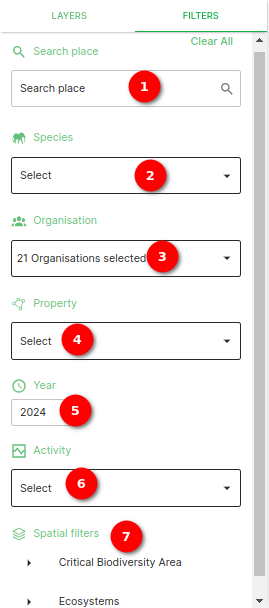 LAYERS FILTERS
Clear All
Search place
Search place 1
Species
Select 2
Organisation
21 Organisations selected 3
Property
Select 4
Year
2024 5
Activity
Select 6
Spatial filters 7
Critical Biodiversity Area
Ecosystems